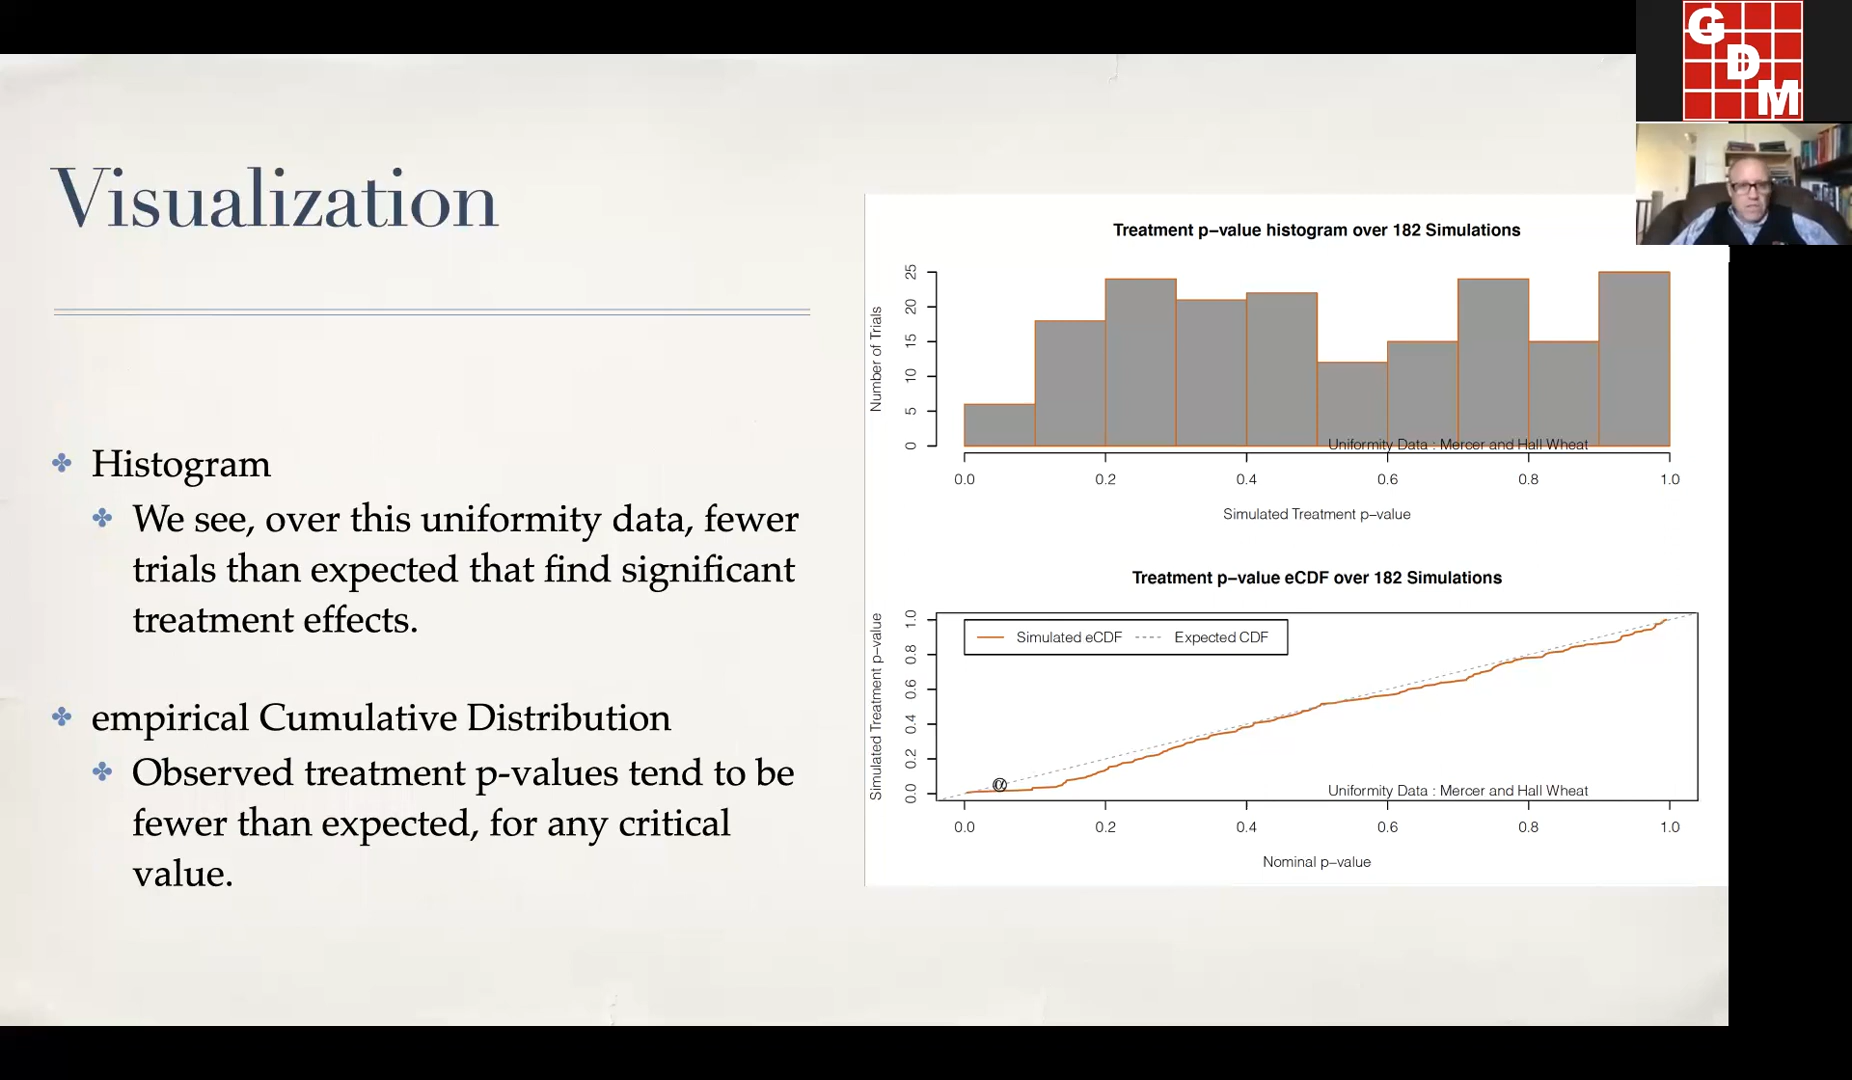 GDM
Visualization
Histogram
We see, over this uniformity data, fewer
trials than expected that find significant
treatment effects.
empirical Cumulative Distribution
Observed treatment p-values tend to be
fewer than expected, for any critical
value.
Treatment p−value histogram over 182 Simulations
Number of Trials
25
20
15
10
5
0
Uniformity Data : Mercer and Hall Wheat
0.0 0.2 0.4 0.6 0.8 1.0
Simulated Treatment p−value
Treatment p−value eCDF over 182 Simulations
Simulated Treatment p−value
1.0
0.8
0.6
0.4
0.2
0.0
Simulated eCDF Expected CDF
α
Uniformity Data : Mercer and Hall Wheat
0.0 0.2 0.4 0.6 0.8 1.0
Nominal p−value